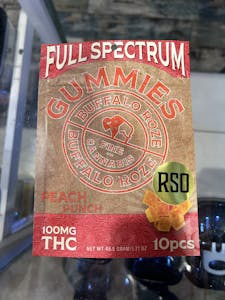 FULL SPECTRUM
GUMMIES
BUFFALO ROZE
FINE
CANNABIS
BUFFALO ROZE
RSO
PEACH
PUNCH
100MG
THC
10pcs